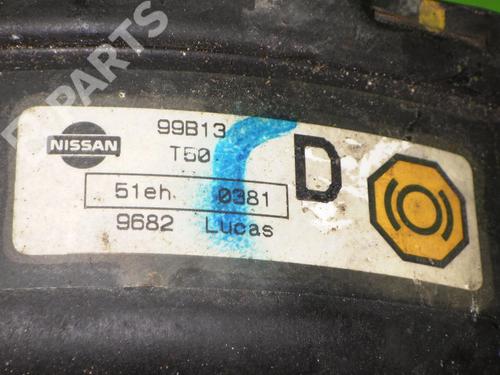 B-PARTS
NISSAN
99B13
T50
51eh 0381
9682 Lucas
D